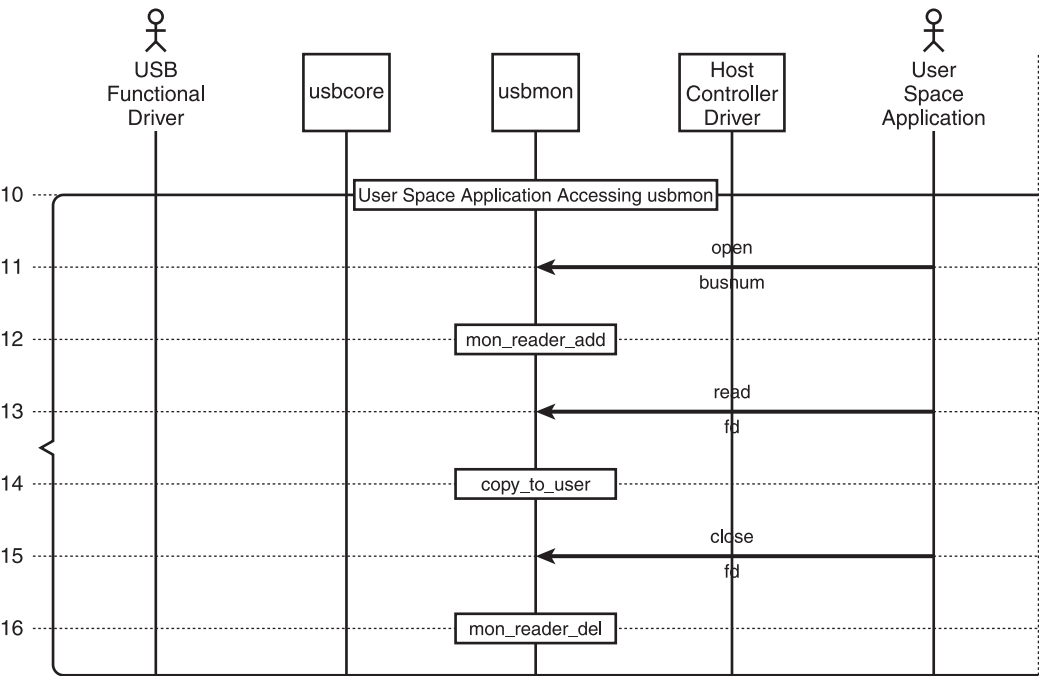 USB
Functional
Driver
usbcore
usbmon
Host
Controller
Driver
User
Space
Application
10
User Space Application Accessing usbmon
11
open
busnum
12
mon_reader_add
13
read
fd
14
copy_to_user
15
close
fd
16
mon_reader_del